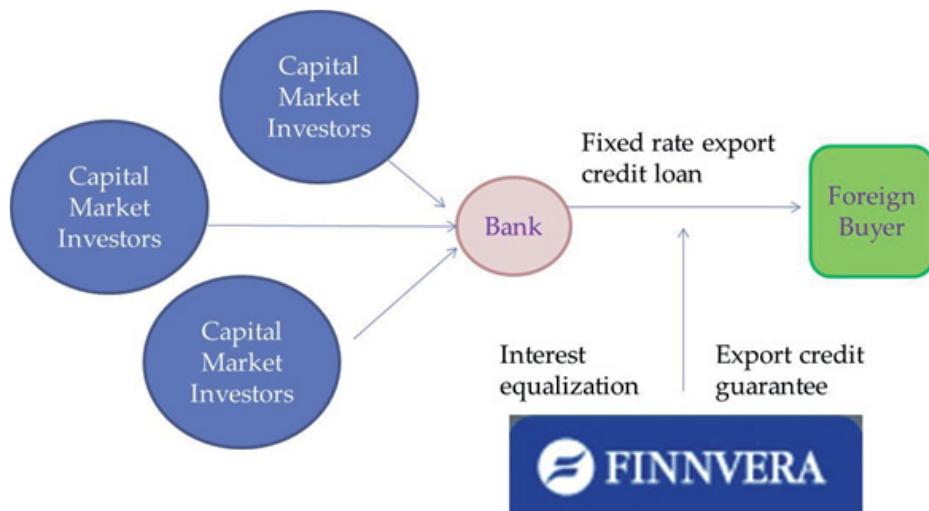 Capital
Market
Investors
Capital
Market
Investors
Capital
Market
Investors
Bank
Fixed rate export
credit loan
Foreign
Buyer
Interest
equalization
Export credit
guarantee
FINNVERA